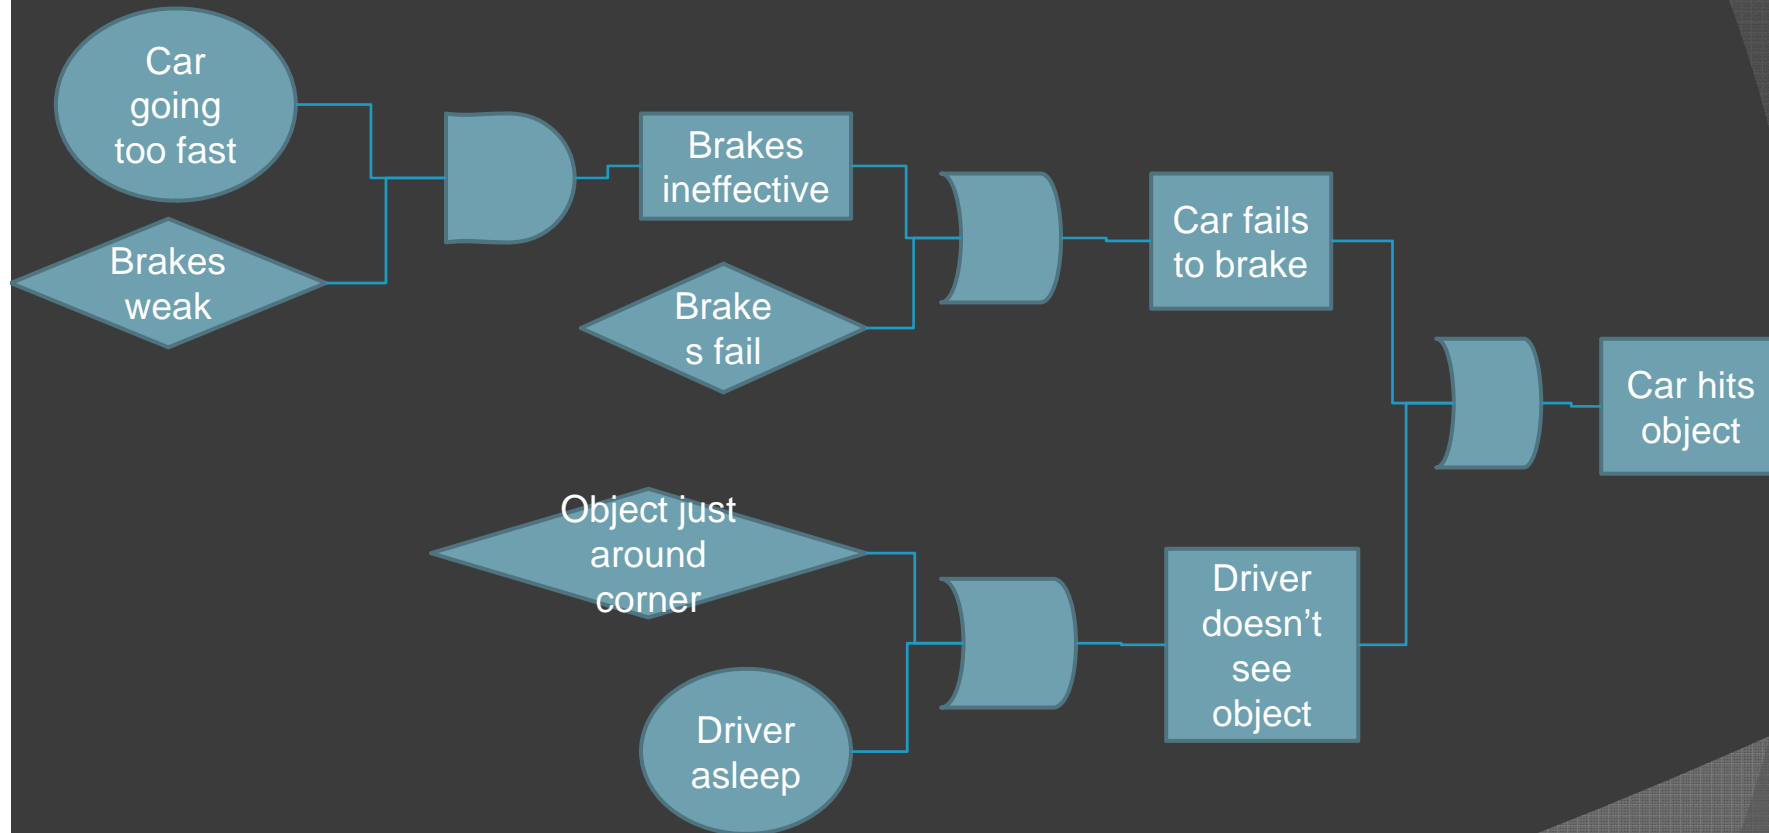 Car
going
too fast
Brakes
weak
Brakes
ineffective
Brake
s fail
Car fails
to brake
Car hits
object
Object just
around
corner
Driver
asleep
Driver
doesn’t
see
object